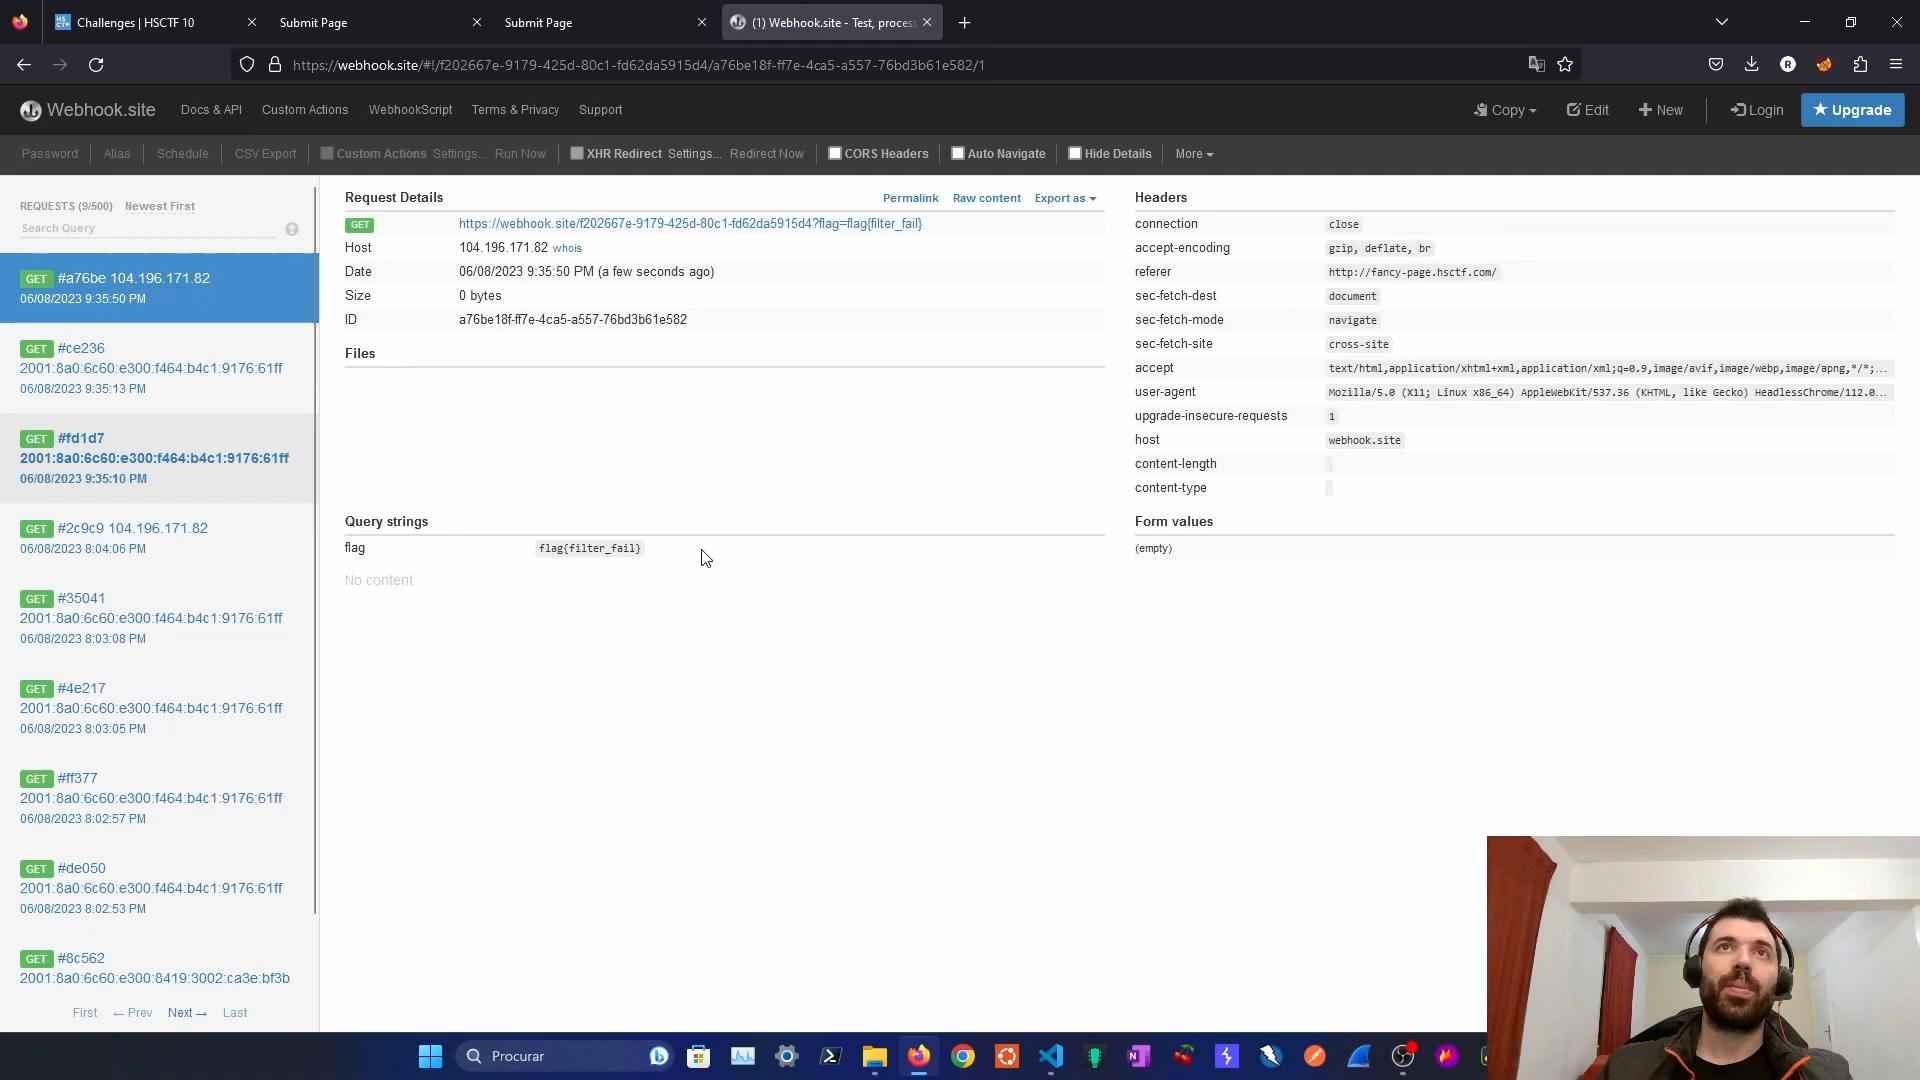 Challenges | HSCTF 10
Submit Page
Submit Page
(1) Webhook.site - Test, process
https://webhook.site/#!/f202667e-9179-425d-80c1-fd62da5915d4/a76be18f-ff7e-4ca5-a557-76bd3b61e582/1
Webhook.site Docs & API Custom Actions WebhookScript Terms & Privacy Support
Copy Edit New Login Upgrade
Password Alias Schedule CSV Export Custom Actions Settings... Run Now XHR Redirect Settings... Redirect Now CORS Headers Auto Navigate Hide Details More
REQUESTS (9/500) Newest First
Search Query
?
GET #a76be 104.196.171.82
06/08/2023 9:35:50 PM
GET #ce236
2001:8a0:6c60:e300:f464:b4c1:9176:61ff
06/08/2023 9:35:13 PM
GET #fd1d7
2001:8a0:6c60:e300:f464:b4c1:9176:61ff
06/08/2023 9:35:10 PM
GET #2c9c9 104.196.171.82
06/08/2023 8:04:06 PM
GET #35041
2001:8a0:6c60:e300:f464:b4c1:9176:61ff
06/08/2023 8:03:08 PM
GET #4e217
2001:8a0:6c60:e300:f464:b4c1:9176:61ff
06/08/2023 8:03:05 PM
GET #ff377
2001:8a0:6c60:e300:f464:b4c1:9176:61ff
06/08/2023 8:02:57 PM
GET #de050
2001:8a0:6c60:e300:f464:b4c1:9176:61ff
06/08/2023 8:02:53 PM
GET #8c562
2001:8a0:6c60:e300:8419:3002:ca3e:bf3b
First ← Prev Next → Last
Request Details Permalink Raw content Export as
GET https://webhook.site/f202667e-9179-425d-80c1-fd62da5915d4?flag=flag{filter_fail}
Host 104.196.171.82 whois
Date 06/08/2023 9:35:50 PM (a few seconds ago)
Size 0 bytes
ID a76be18f-ff7e-4ca5-a557-76bd3b61e582
Files
Query strings
flag flag{filter_fail}
No content
Headers
connection close
accept-encoding gzip, deflate, br
referer http://fancy-page.hsctf.com/
sec-fetch-dest document
sec-fetch-mode navigate
sec-fetch-site cross-site
accept text/html,application/xhtml+xml,application/xml;q=0.9,image/avif,image/webp,image/apng,*/*;...
user-agent Mozilla/5.0 (X11; Linux x86_64) AppleWebKit/537.36 (KHTML, like Gecko) HeadlessChrome/112.0...
upgrade-insecure-requests 1
host webhook.site
content-length
content-type
Form values
(empty)
Procurar